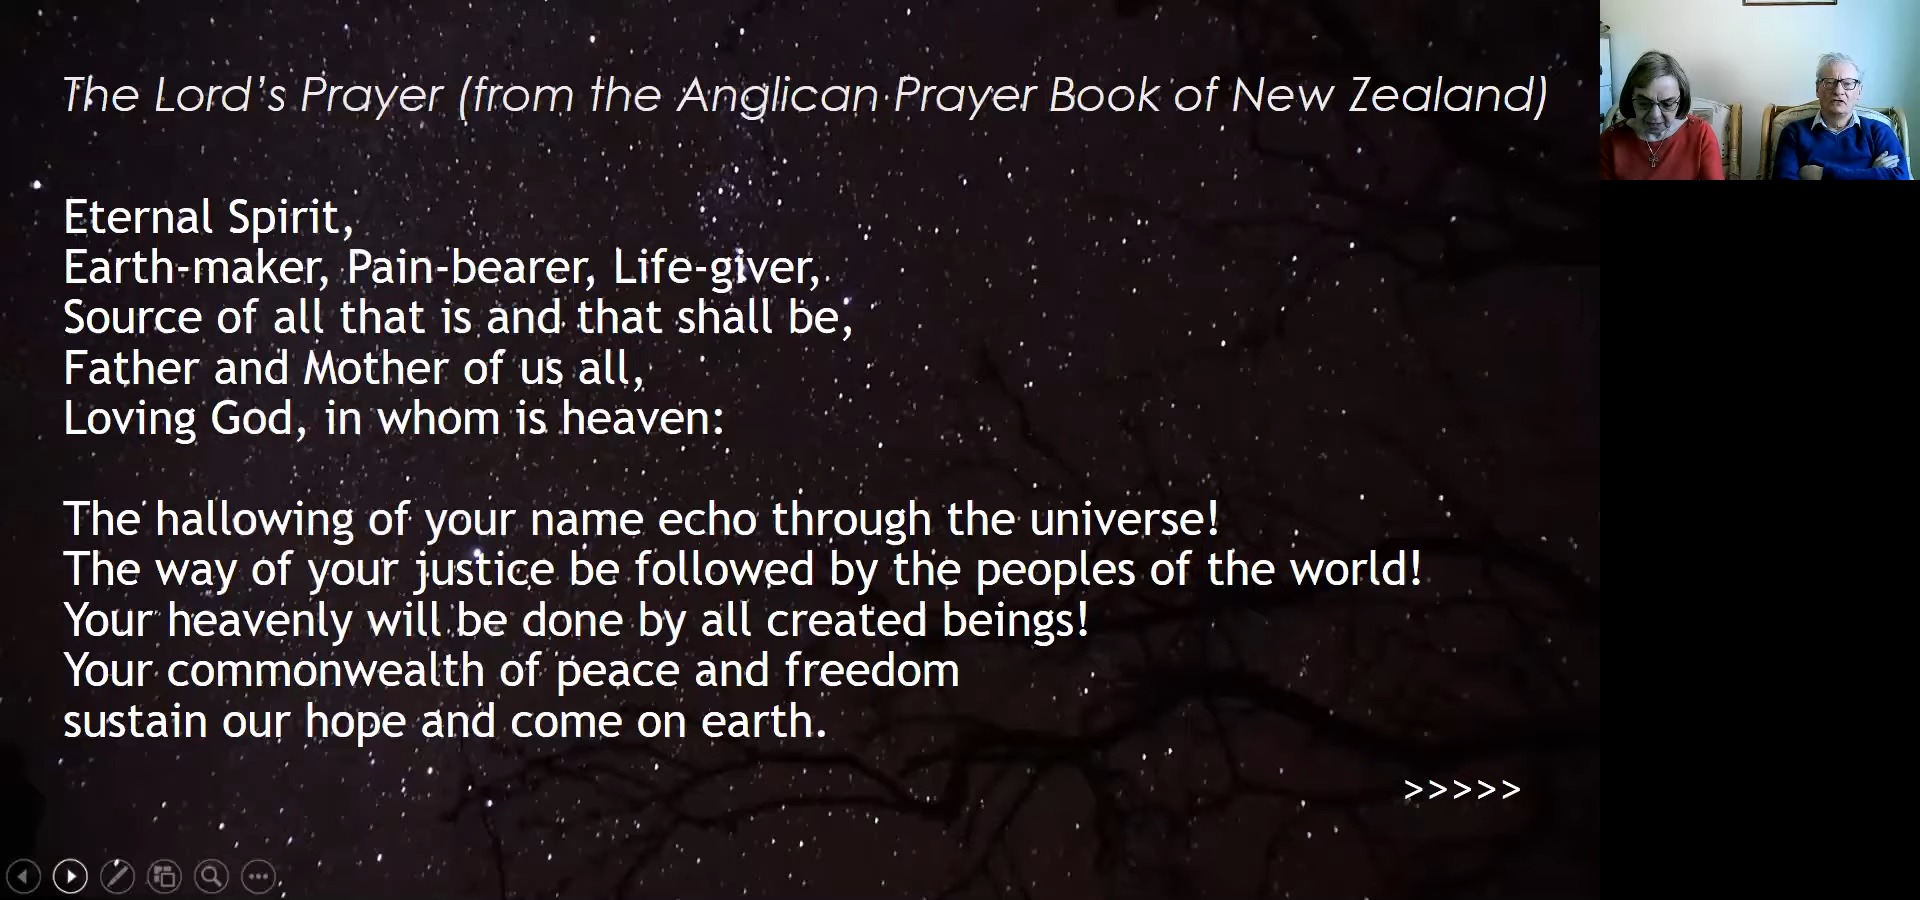 The Lord’s Prayer (from the Anglican Prayer Book of New Zealand)
Eternal Spirit,
Earth-maker, Pain-bearer, Life-giver,
Source of all that is and that shall be,
Father and Mother of us all,
Loving God, in whom is heaven:
The hallowing of your name echo through the universe!
The way of your justice be followed by the peoples of the world!
Your heavenly will be done by all created beings!
Your commonwealth of peace and freedom
sustain our hope and come on earth.
>>>>>